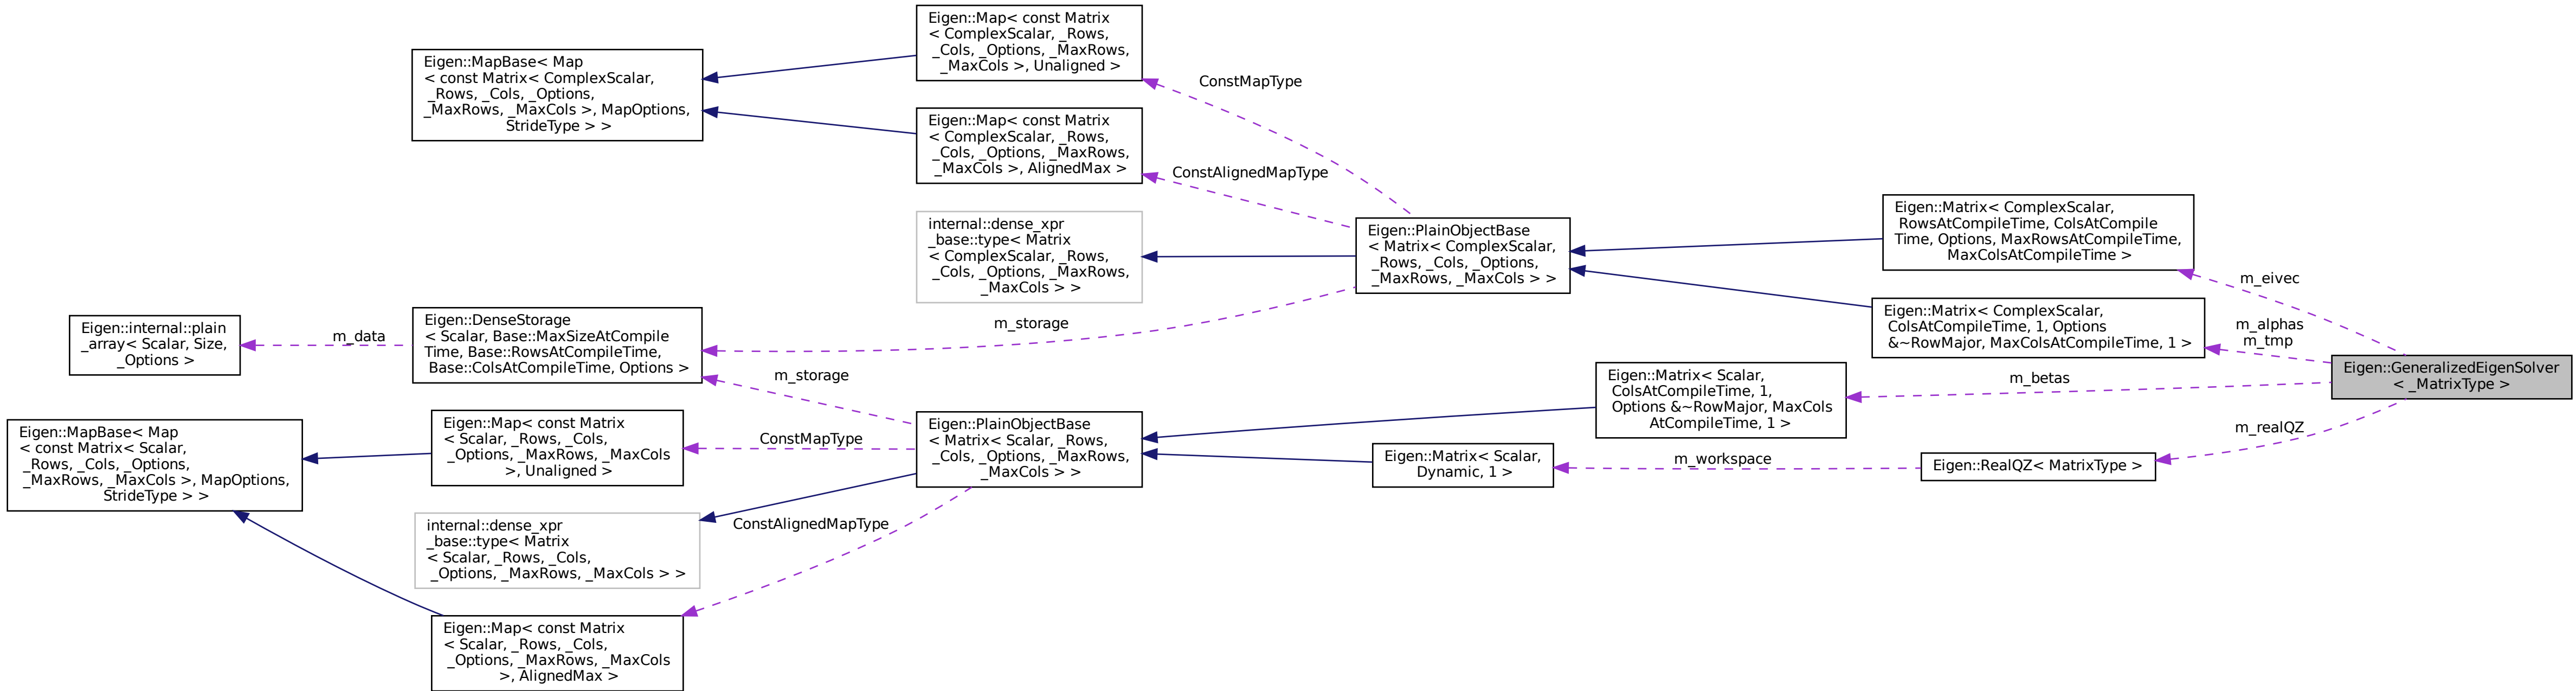 Eigen::MapBase< Map
< const Matrix< Scalar,
_Rows, _Cols, _Options,
_MaxRows, _MaxCols >, MapOptions,
StrideType > >
Eigen::internal::plain
_array< Scalar, Size,
_Options >
m_data
Eigen::MapBase< Map
< const Matrix< ComplexScalar,
_Rows, _Cols, _Options,
_MaxRows, _MaxCols >, MapOptions,
StrideType > >
Eigen::DenseStorage
< Scalar, Base::MaxSizeAtCompile
Time, Base::RowsAtCompileTime,
Base::ColsAtCompileTime, Options >
Eigen::Map< const Matrix
< Scalar, _Rows, _Cols,
_Options, _MaxRows, _MaxCols
>, Unaligned >
internal::dense_xpr
_base::type< Matrix
< Scalar, _Rows, _Cols,
_Options, _MaxRows, _MaxCols > >
Eigen::Map< const Matrix
< Scalar, _Rows, _Cols,
_Options, _MaxRows, _MaxCols
>, AlignedMax >
m_storage
m_storage
ConstMapType
ConstAlignedMapType
Eigen::Map< const Matrix
< ComplexScalar, _Rows,
_Cols, _Options, _MaxRows,
_MaxCols >, Unaligned >
Eigen::Map< const Matrix
< ComplexScalar, _Rows,
_Cols, _Options, _MaxRows,
_MaxCols >, AlignedMax >
internal::dense_xpr
_base::type< Matrix
< ComplexScalar, _Rows,
_Cols, _Options, _MaxRows,
_MaxCols > >
Eigen::PlainObjectBase
< Matrix< Scalar, _Rows,
_Cols, _Options, _MaxRows,
_MaxCols > >
ConstMapType
ConstAlignedMapType
Eigen::PlainObjectBase
< Matrix< ComplexScalar,
_Rows, _Cols, _Options,
_MaxRows, _MaxCols > >
Eigen::Matrix< Scalar,
Dynamic, 1 >
Eigen::Matrix< Scalar,
ColsAtCompileTime, 1,
Options &~RowMajor, MaxCols
AtCompileTime, 1 >
m_workspace
Eigen::Matrix< ComplexScalar,
RowsAtCompileTime, ColsAtCompile
Time, Options, MaxRowsAtCompileTime,
MaxColsAtCompileTime >
Eigen::Matrix< ComplexScalar,
ColsAtCompileTime, 1, Options
&~RowMajor, MaxColsAtCompileTime, 1 >
Eigen::RealQZ< MatrixType >
m_eivec
m_alphas
m_tmp
m_betas
m_realQZ
Eigen::GeneralizedEigenSolver
< _MatrixType >